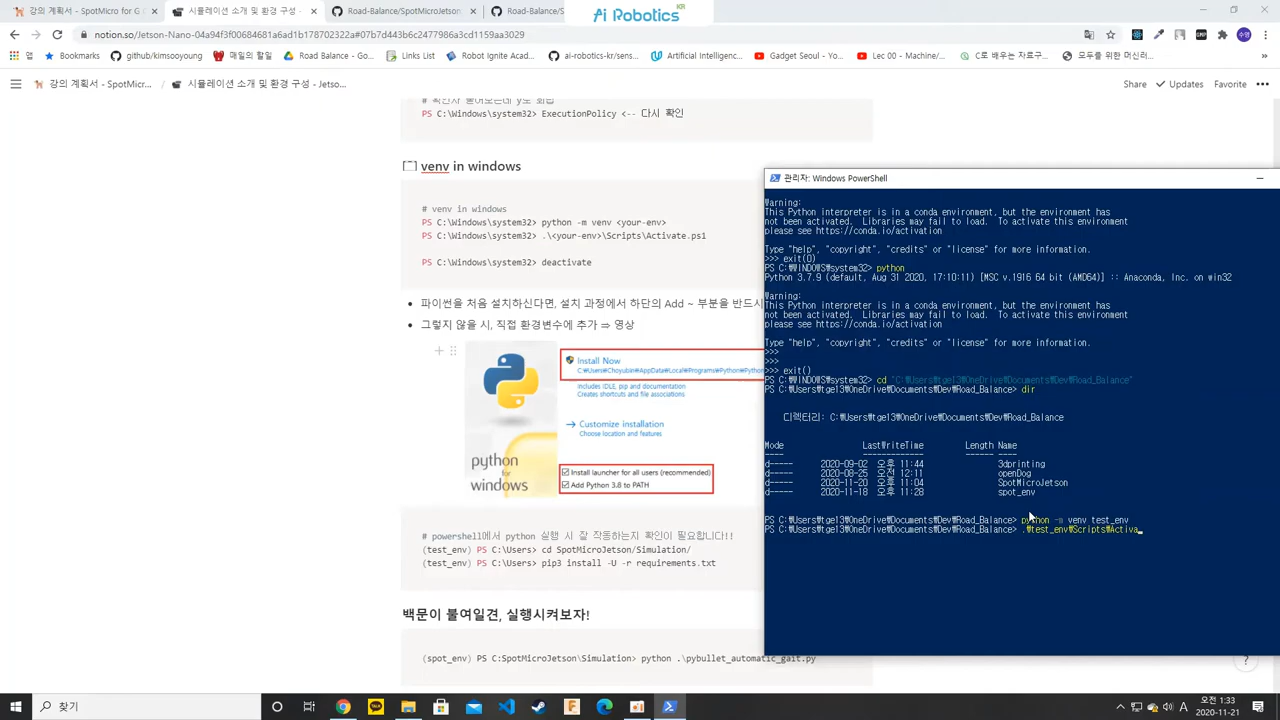 강의 계획서 – SpotMicro for G
시뮬레이션 소개 및 환경 구성 -
Road-Balance/SpotMicroJetson
Road-Balance/S
Ai Robotics KR
notion.so/Jetson-Nano-04a94f3950464681a6ad1b178702322a#07b7d443b6c2477986a3cd1159aa3029
앱
Bookmarks
github/kimsooyoung
매일의 할일
Road Balance - Go...
Links List
Robot Ignite Acad...
ai-robotics-kr/sens...
Artificial Intelligenc...
Gadget Seoul - Yo...
Lec 00 - Machine/...
C로 배우는 자료구...
모두를 위한 머신러...
»
강의 계획서 - SpotMicr...
/
시뮬레이션 소개 및 환경 구성 - Jetso...
Share
Updates
Favorite
PS C:\Windows\system32> ExecutionPolicy <-- 다시 확인
venv in windows
# venv in windows
PS C:\Windows\system32> python -m venv <your-env>
PS C:\Windows\system32> .\<your-env>\Scripts\Activate.ps1
PS C:\Windows\system32> deactivate
• 파이썬을 처음 설치하신다면, 설치 과정에서 하단의 Add ~ 부분을 반드시
• 그렇지 않을 시, 직접 환경변수에 추가 ⇒ 영상
Install Now
C:\Users\Choyubin\AppData\Local\Programs\Python\Python
Includes IDLE, pip and documentation
Creates shortcuts and file associations
→ Customize installation
Choose location and features
python
for
windows
Install launcher for all users (recommended)
Add Python 3.8 to PATH
# powershell에서 python 실행 시 잘 작동하는지 확인이 필요합니다!!
(test_env) PS C:\Users> cd SpotMicroJetson/Simulation/
(test_env) PS C:\Users> pip3 install -U -r requirements.txt
백문이 불여일견, 실행시켜보자!
(spot_env) PS C:SpotMicroJetson\Simulation> python .\pybullet_automatic_gait.py
?
관리자: Windows PowerShell
Warning:
This Python interpreter is in a conda environment, but the environment has
not been activated.  Libraries may fail to load.  To activate this environment
please see https://conda.io/activation
Type "help", "copyright", "credits" or "license" for more information.
>>> exit(0)
PS C:₩WINDOWS₩system32> python
Python 3.7.9 (default, Aug 31 2020, 17:10:11) [MSC v.1916 64 bit (AMD64)] :: Anaconda, Inc. on win32
Warning:
This Python interpreter is in a conda environment, but the environment has
not been activated.  Libraries may fail to load.  To activate this environment
please see https://conda.io/activation
Type "help", "copyright", "credits" or "license" for more information.
>>>
>>>
>>> exit()
PS C:₩WINDOWS₩system32> cd "C:₩Users₩tge13₩OneDrive₩Documents₩Dev₩Road_Balance"
PS C:₩Users₩tge13₩OneDrive₩Documents₩Dev₩Road_Balance> dir
디렉터리: C:₩Users₩tge13₩OneDrive₩Documents₩Dev₩Road_Balance
Mode LastWriteTime Length Name
---- ------------- ------ ----
d----- 2020-09-02 오후 11:44 3dprinting
d----- 2020-08-25 오전 12:11 openDog
d----- 2020-11-20 오후 11:04 SpotMicroJetson
d----- 2020-11-18 오후 11:28 spot_env
PS C:₩Users₩tge13₩OneDrive₩Documents₩Dev₩Road_Balance> python -m venv test_env
PS C:₩Users₩tge13₩OneDrive₩Documents₩Dev₩Road_Balance> .₩test_env₩Scripts₩Activa_
찾기
A
오전 1:33
2020-11-21